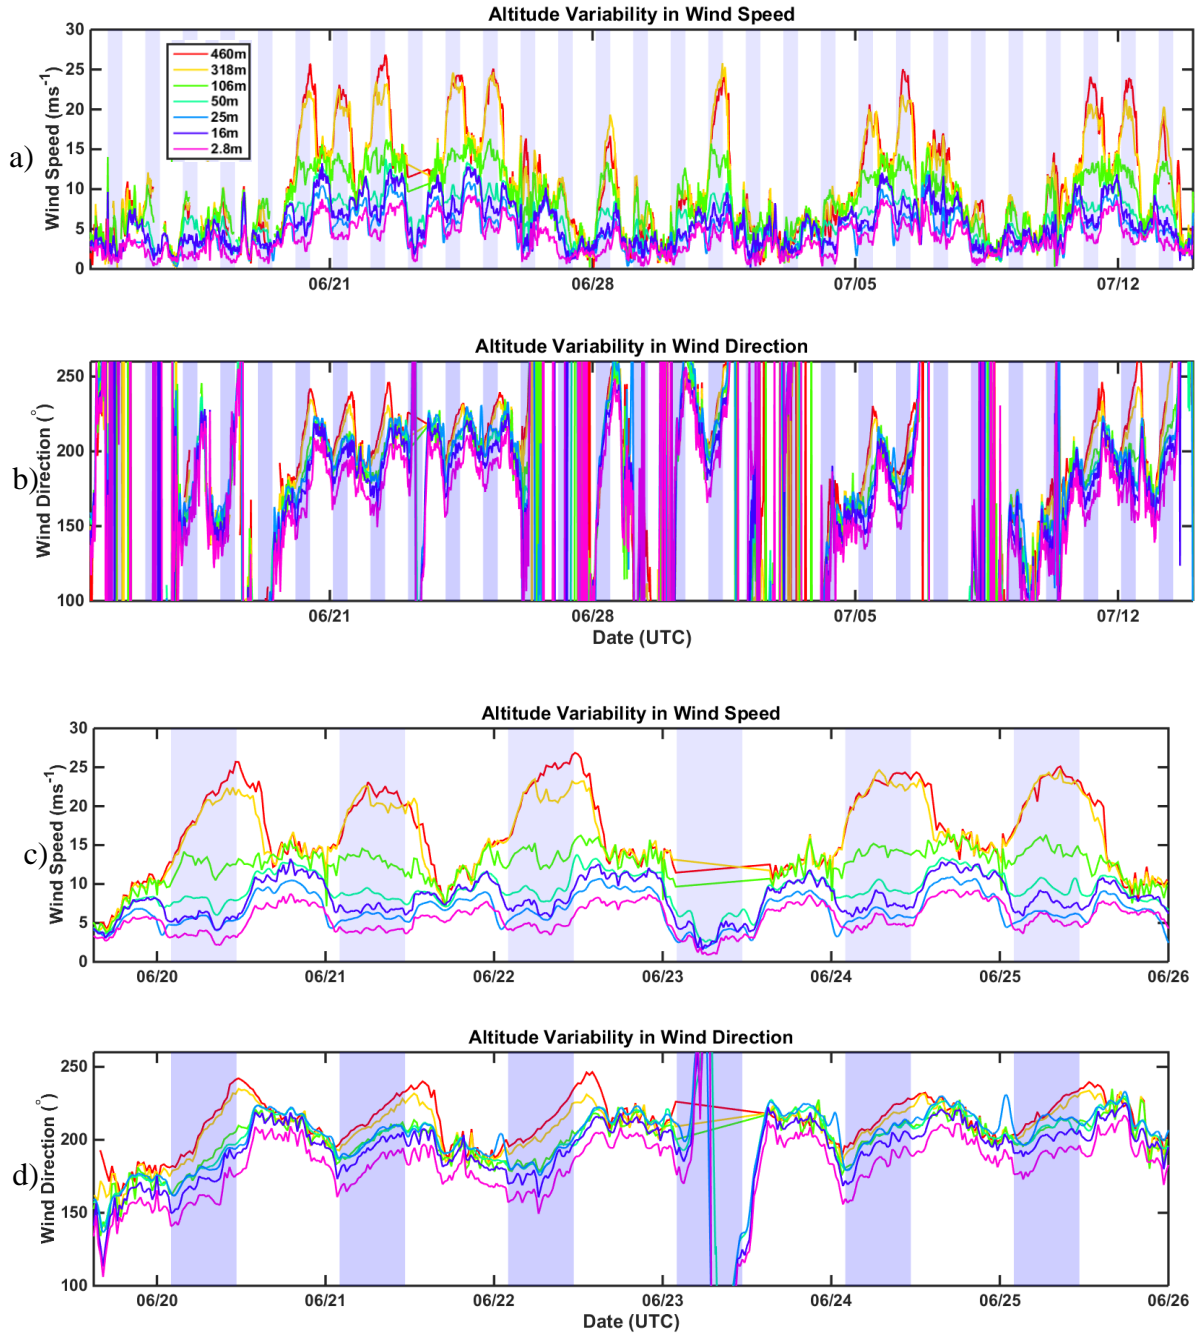 Altitude Variability in Wind Speed
a)
Wind Speed (ms⁻¹)
30
25
20
15
10
5
0
460m
318m
106m
50m
25m
16m
2.8m
06/21 06/28 07/05 07/12
Altitude Variability in Wind Direction
b)
Wind Direction (°)
250
200
150
100
06/21 06/28 07/05 07/12
Date (UTC)
Altitude Variability in Wind Speed
c)
Wind Speed (ms⁻¹)
30
25
20
15
10
5
0
06/20 06/21 06/22 06/23 06/24 06/25 06/26
Altitude Variability in Wind Direction
d)
Wind Direction (°)
250
200
150
100
06/20 06/21 06/22 06/23 06/24 06/25 06/26
Date (UTC)